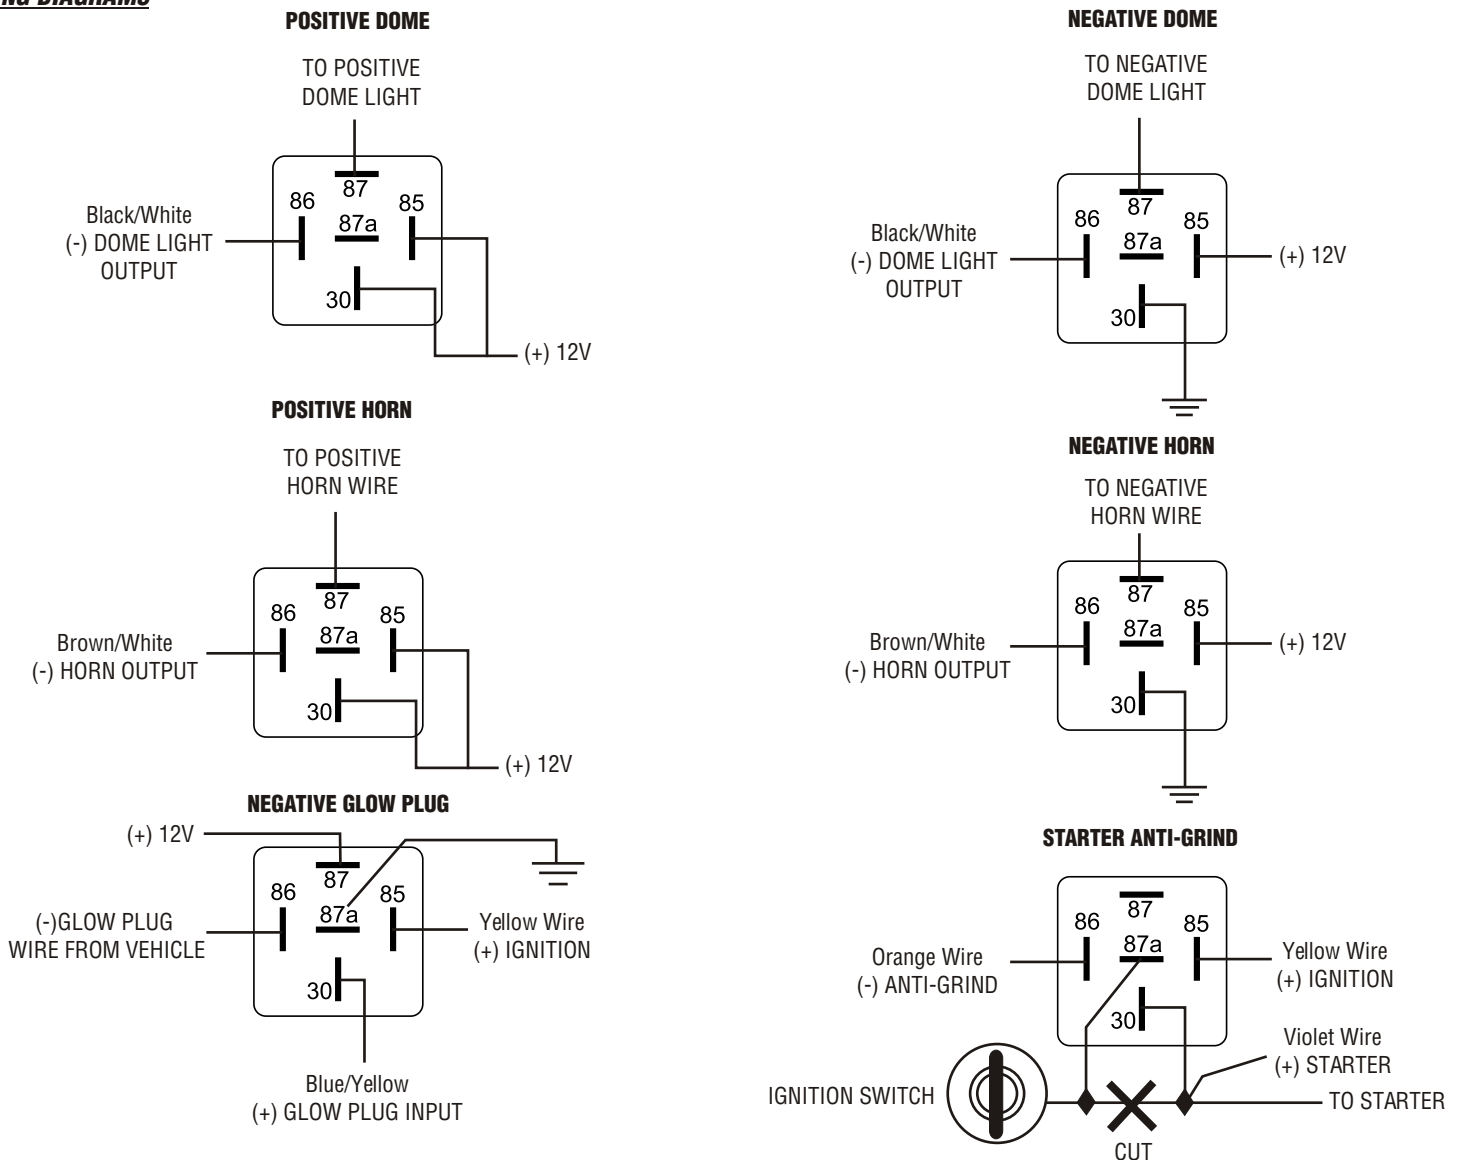 DIAGRAMS
POSITIVE DOME
TO POSITIVE
DOME LIGHT
87
86
85
87a
Black/White
(-) DOME LIGHT
OUTPUT
30
(+) 12V
NEGATIVE DOME
TO NEGATIVE
DOME LIGHT
87
86
85
87a
Black/White
(-) DOME LIGHT
OUTPUT
(+) 12V
30
POSITIVE HORN
TO POSITIVE
HORN WIRE
87
86
85
87a
Brown/White
(-) HORN OUTPUT
30
(+) 12V
NEGATIVE HORN
TO NEGATIVE
HORN WIRE
87
86
85
87a
Brown/White
(-) HORN OUTPUT
(+) 12V
30
NEGATIVE GLOW PLUG
(+) 12V
87
86
85
87a
(-)GLOW PLUG
WIRE FROM VEHICLE
Yellow Wire
(+) IGNITION
30
Blue/Yellow
(+) GLOW PLUG INPUT
STARTER ANTI-GRIND
87
86
85
87a
Orange Wire
(-) ANTI-GRIND
Yellow Wire
(+) IGNITION
30
Violet Wire
(+) STARTER
IGNITION SWITCH
TO STARTER
CUT